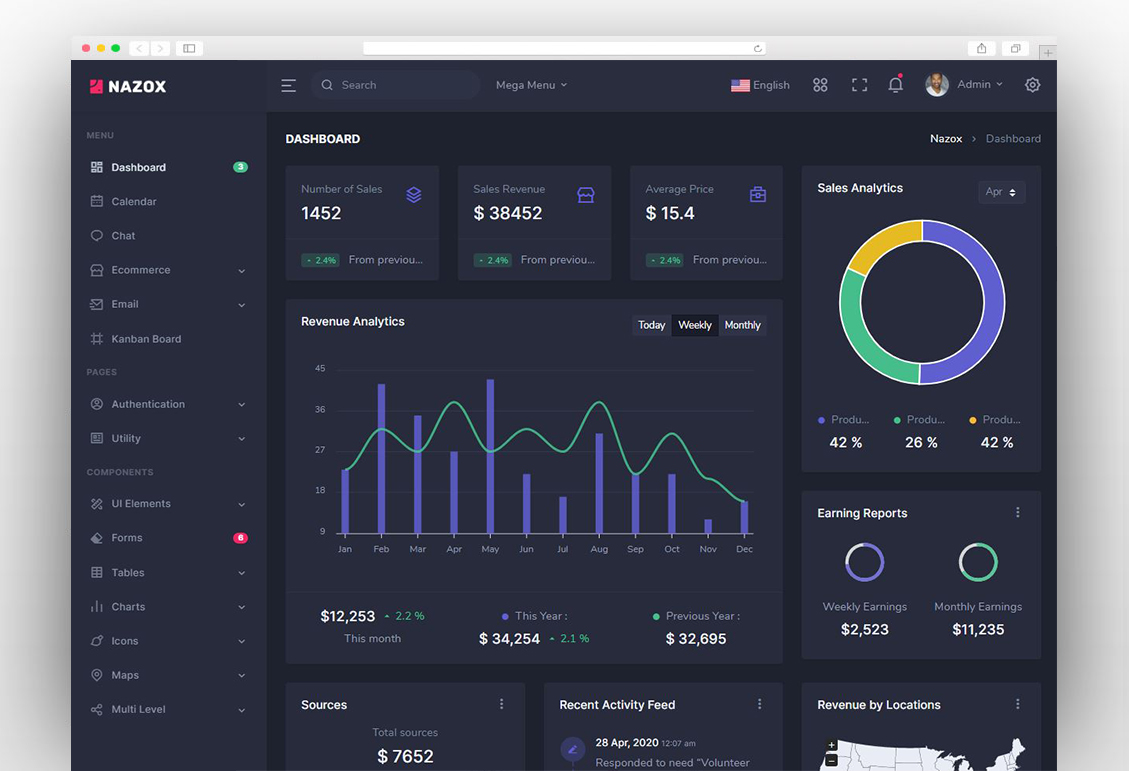 NAZOX
Search
Mega Menu
English
Admin
MENU
Dashboard 3
Calendar
Chat
Ecommerce
Email
Kanban Board
PAGES
Authentication
Utility
COMPONENTS
UI Elements
Forms 6
Tables
Charts
Icons
Maps
Multi Level
DASHBOARD
Nazox > Dashboard
Number of Sales
1452
2.4% From previou...
Sales Revenue
$ 38452
2.4% From previou...
Average Price
$ 15.4
2.4% From previou...
Revenue Analytics
Today Weekly Monthly
45
36
27
18
9
Jan Feb Mar Apr May Jun Jul Aug Sep Oct Nov Dec
$12,253 2.2 %
This month
This Year :
$ 34,254 2.1 %
Previous Year :
$ 32,695
Sales Analytics
Apr
Produ... Produ... Produ...
42 % 26 % 42 %
Earning Reports
Weekly Earnings
$2,523
Monthly Earnings
$11,235
Sources
Total sources
$ 7652
Recent Activity Feed
28 Apr, 2020 12:07 am
Responded to need "Volunteer
Revenue by Locations
+
−